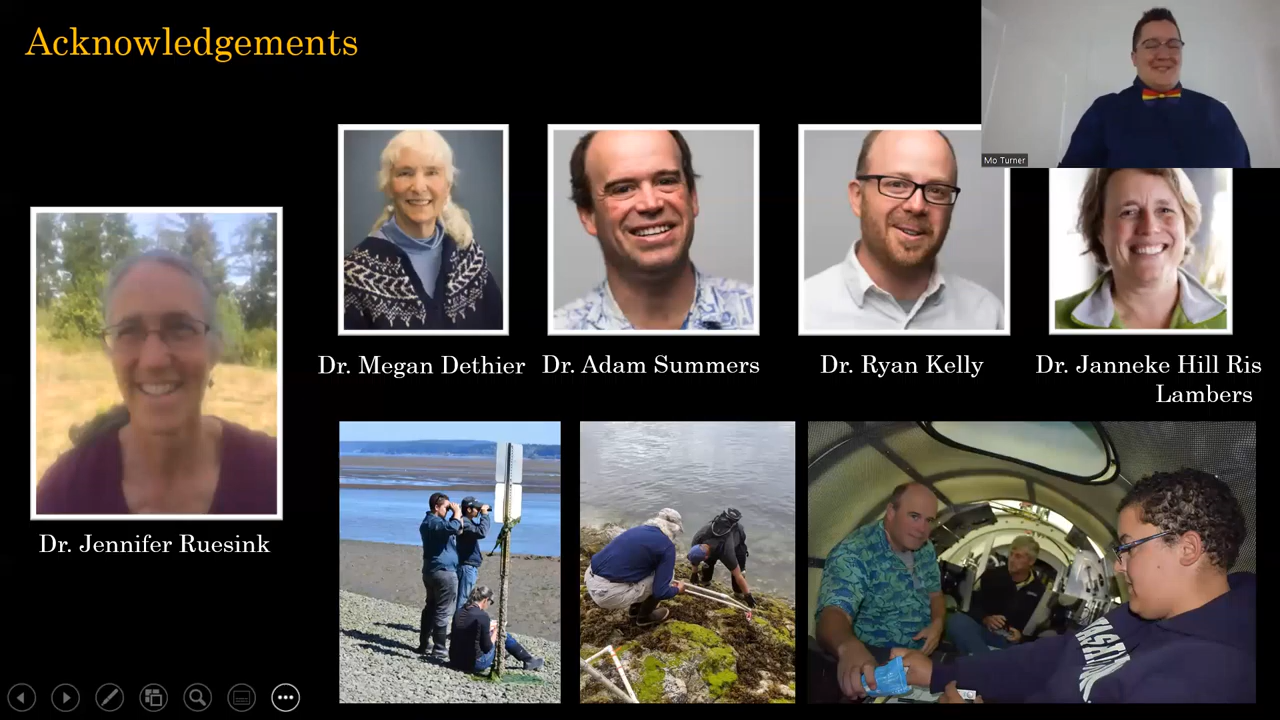 Acknowledgements
Mo Turner
Dr. Megan Dethier
Dr. Adam Summers
Dr. Ryan Kelly
Dr. Janneke Hill Ris
Lambers
Dr. Jennifer Ruesink